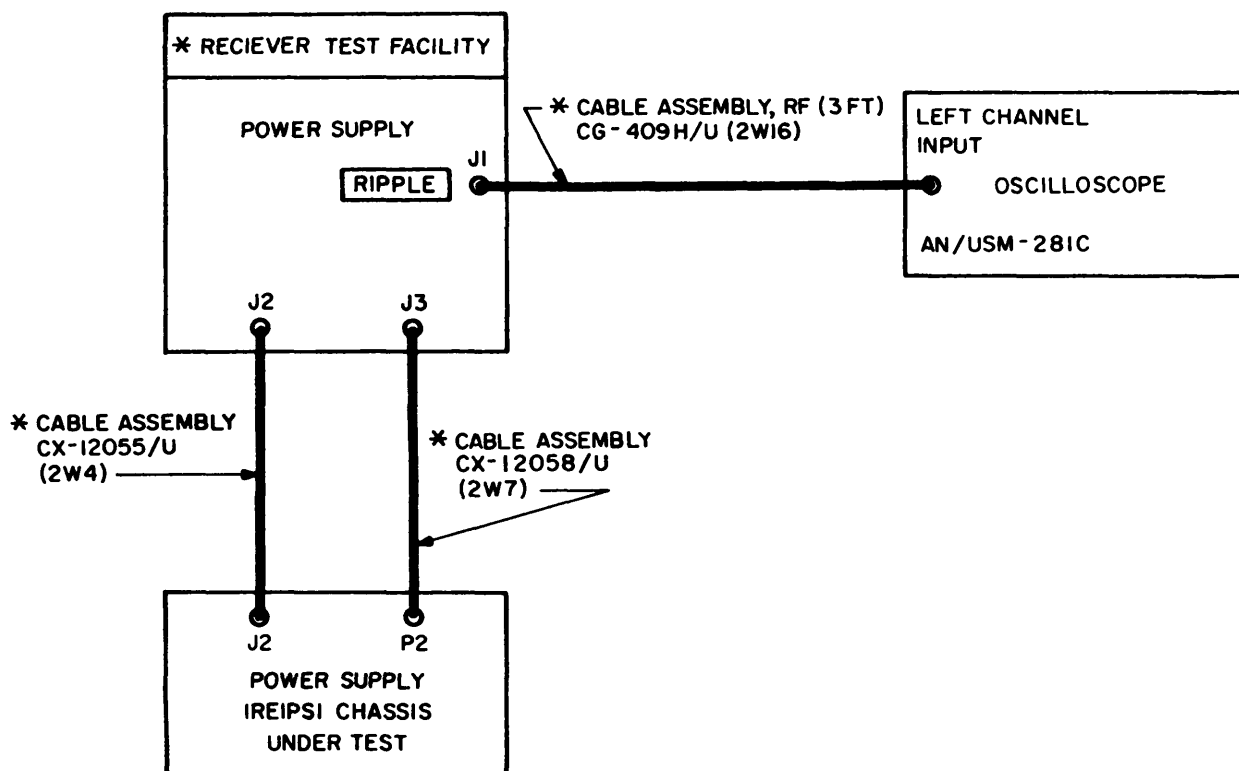 * RECIEVER TEST FACILITY
POWER SUPPLY
RIPPLE
J1
* CABLE ASSEMBLY, RF (3 FT)
CG-409H/U (2W16)
LEFT CHANNEL
INPUT
OSCILLOSCOPE
AN/USM-281C
J2
J3
* CABLE ASSEMBLY
CX-12055/U
(2W4)
* CABLE ASSEMBLY
CX-12058/U
(2W7)
J2
P2
POWER SUPPLY
IREIPSI CHASSIS
UNDER TEST